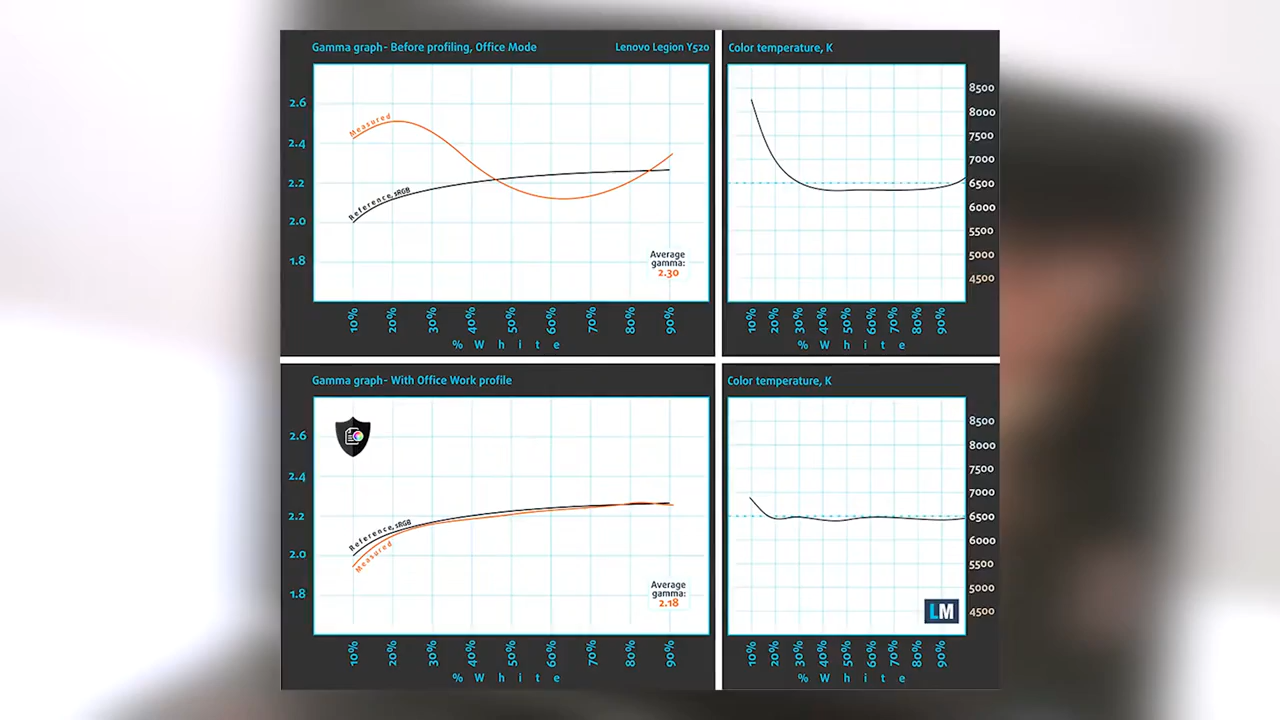 Gamma graph- Before profiling, Office Mode
Lenovo Legion Y520
2.6
2.4
2.2
2.0
1.8
Measured
Reference, sRGB
Average
gamma:
2.30
10% 20% 30% 40% 50% 60% 70% 80% 90%
% White
Color temperature, K
8500
8000
7500
7000
6500
6000
5500
5000
4500
10% 20% 30% 40% 50% 60% 70% 80% 90%
% White
Gamma graph- With Office Work profile
2.6
2.4
2.2
2.0
1.8
Reference, sRGB
Measured
Average
gamma:
2.18
10% 20% 30% 40% 50% 60% 70% 80% 90%
% White
Color temperature, K
8500
8000
7500
7000
6500
6000
5500
5000
4500
LM
10% 20% 30% 40% 50% 60% 70% 80% 90%
% White